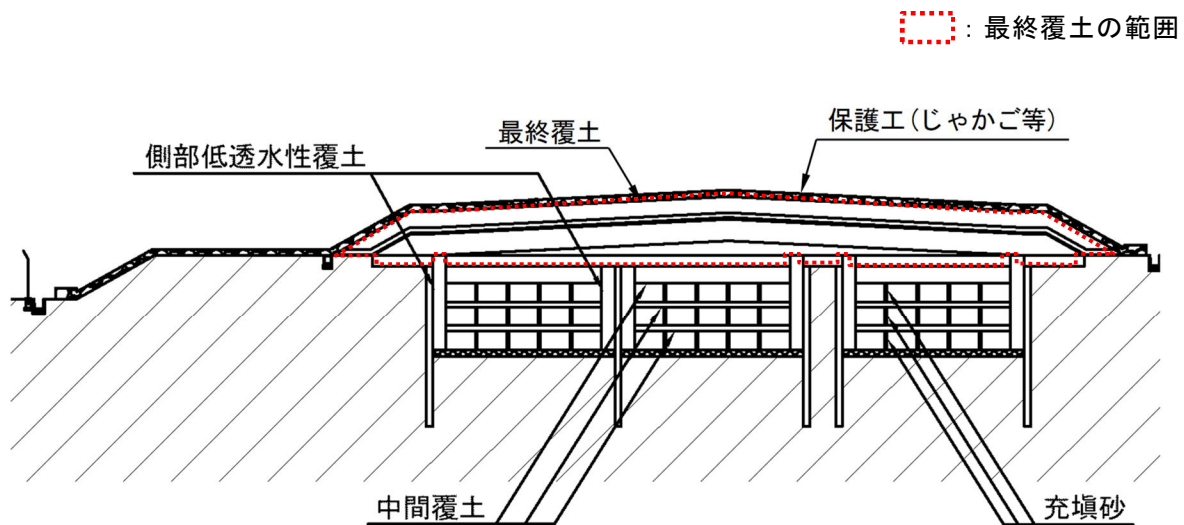 ：最終覆土の範囲
保護工(じゃかご等)
最終覆土
側部低透水性覆土
中間覆土
充塡砂